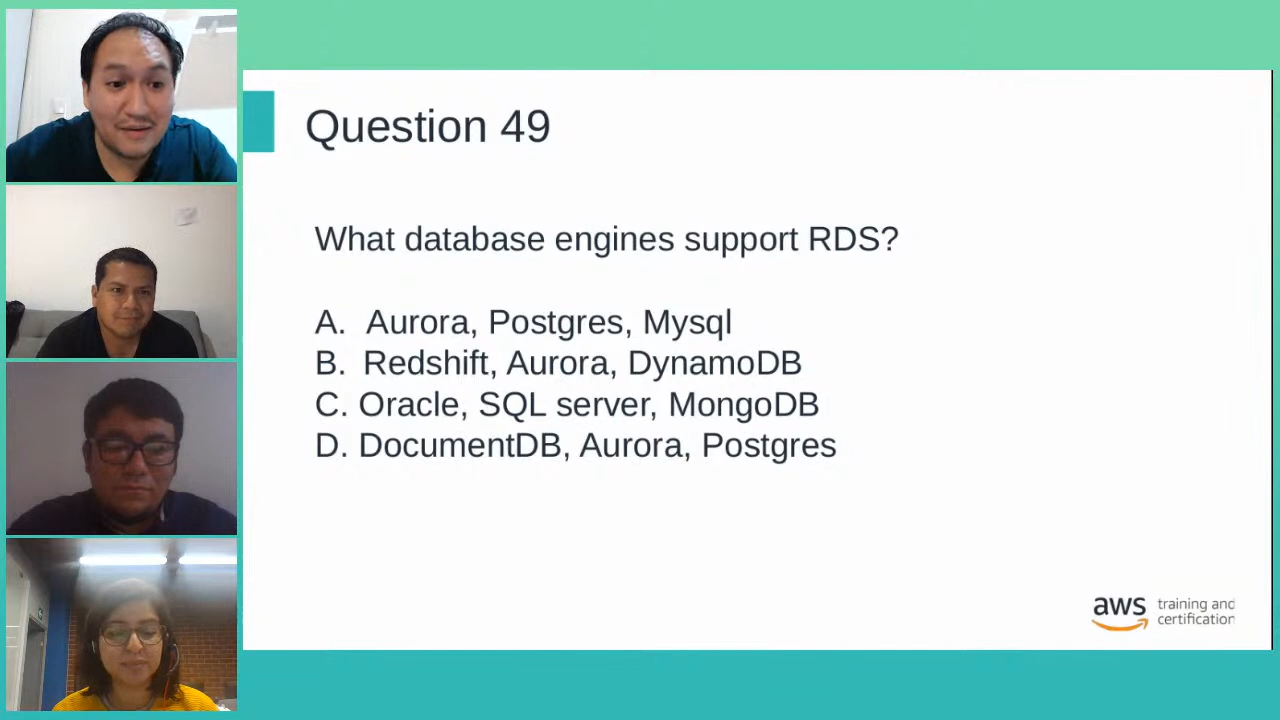 Question 49
What database engines support RDS?
A. Aurora, Postgres, Mysql
B. Redshift, Aurora, DynamoDB
C. Oracle, SQL server, MongoDB
D. DocumentDB, Aurora, Postgres
aws training and
certification